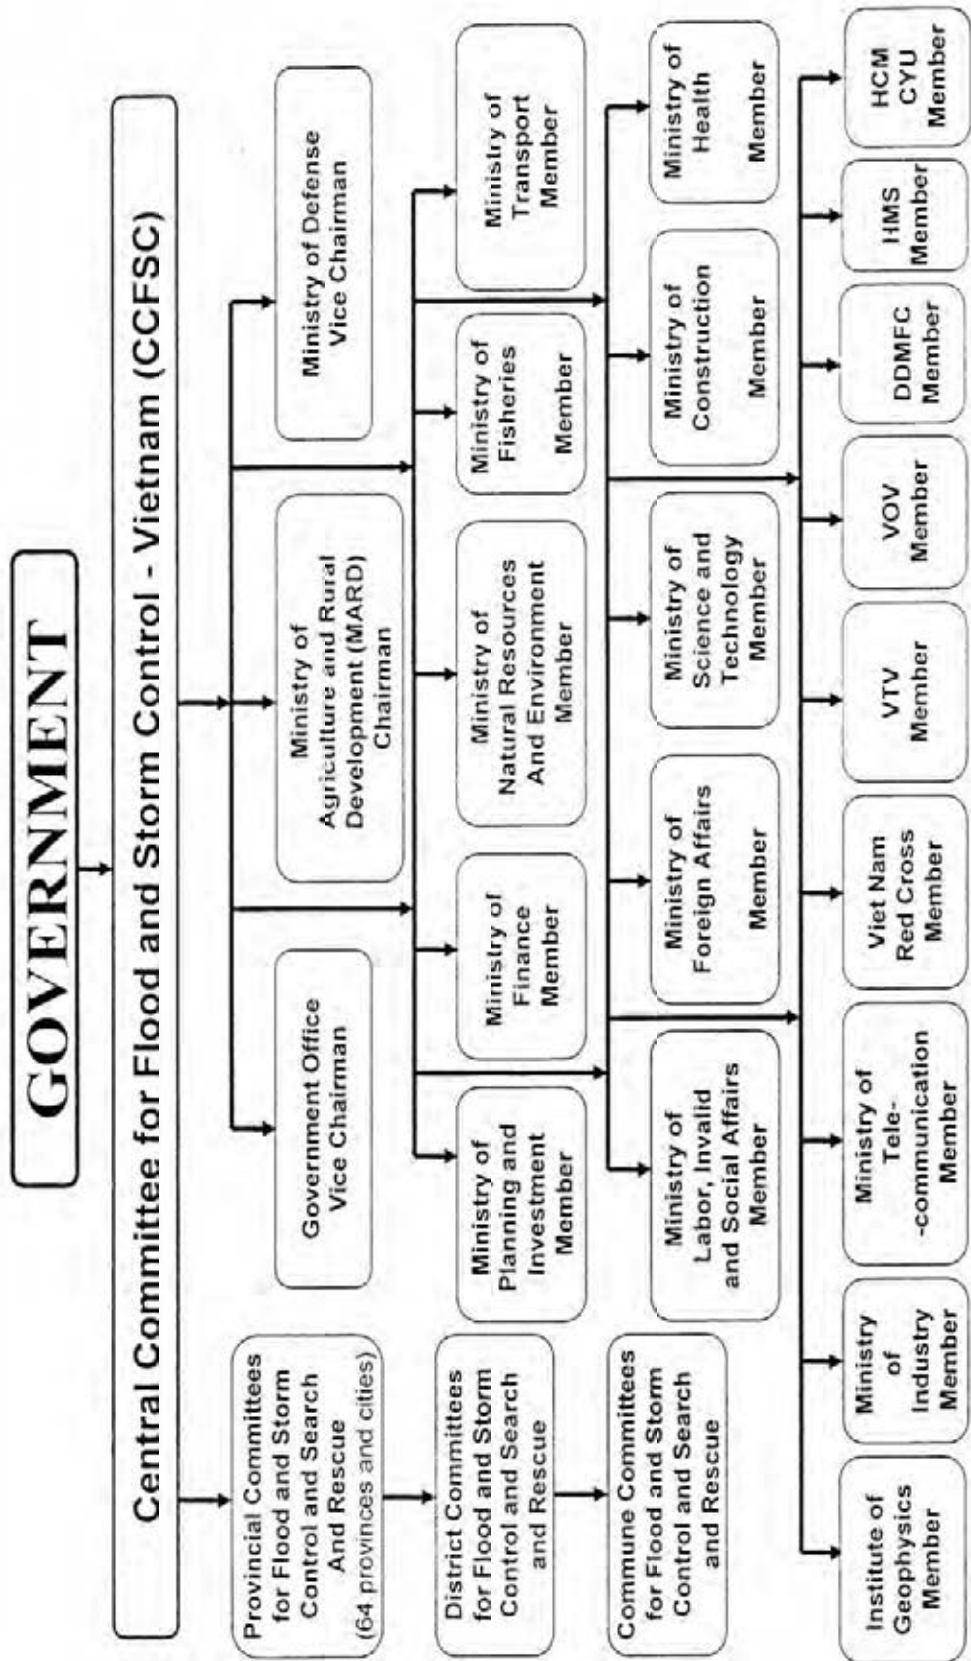 GOVERNMENT
Central Committee for Flood and Storm Control - Vietnam (CCFSC)
Provincial Committees
for Flood and Storm
Control and Search
And Rescue
(64 provinces and cities)
Government Office
Vice Chairman
Ministry of
Agriculture and Rural
Development (MARD)
Chairman
Ministry of Defense
Vice Chairman
District Committees
for Flood and Storm
Control and Search
and Rescue
Ministry of
Planning and
Investment
Member
Ministry of
Finance
Member
Ministry of
Natural Resources
And Environment
Member
Ministry of
Fisheries
Member
Ministry of
Transport
Member
Commune Committees
for Flood and Storm
Control and Search
and Rescue
Ministry of
Labor, Invalid
and Social Affairs
Member
Ministry of
Foreign Affairs
Member
Ministry of
Science and
Technology
Member
Ministry of
Construction
Member
Ministry of
Health
Member
Institute of
Geophysics
Member
Ministry
of
Industry
Member
Ministry of
Tele-
-communication
Member
Viet Nam
Red Cross
Member
VTV
Member
VOV
Member
DDMFC
Member
HMS
Member
HCM
CYU
Member